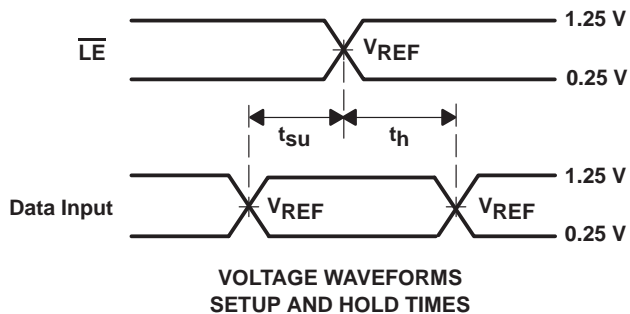 1.25 V
L̅E̅
VREF
0.25 V
tsu
th
1.25 V
Data Input
VREF
VREF
0.25 V
VOLTAGE WAVEFORMS
SETUP AND HOLD TIMES